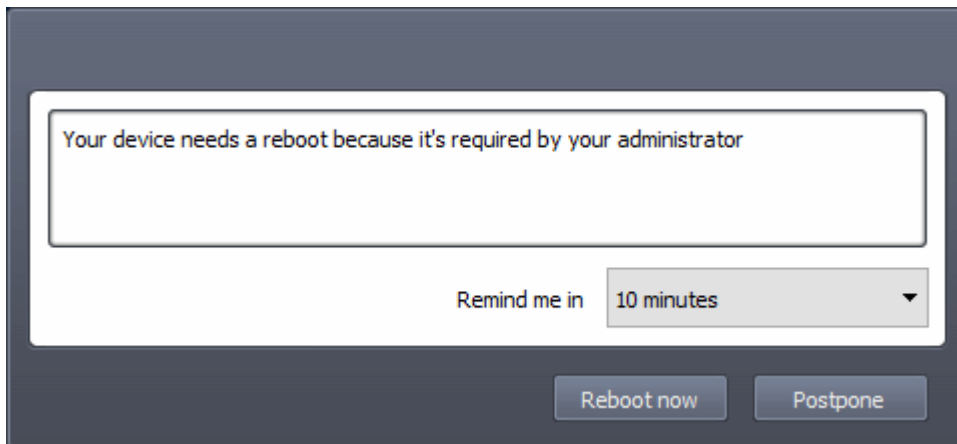 Your device needs a reboot because it's required by your administrator
Remind me in 10 minutes
Reboot now Postpone